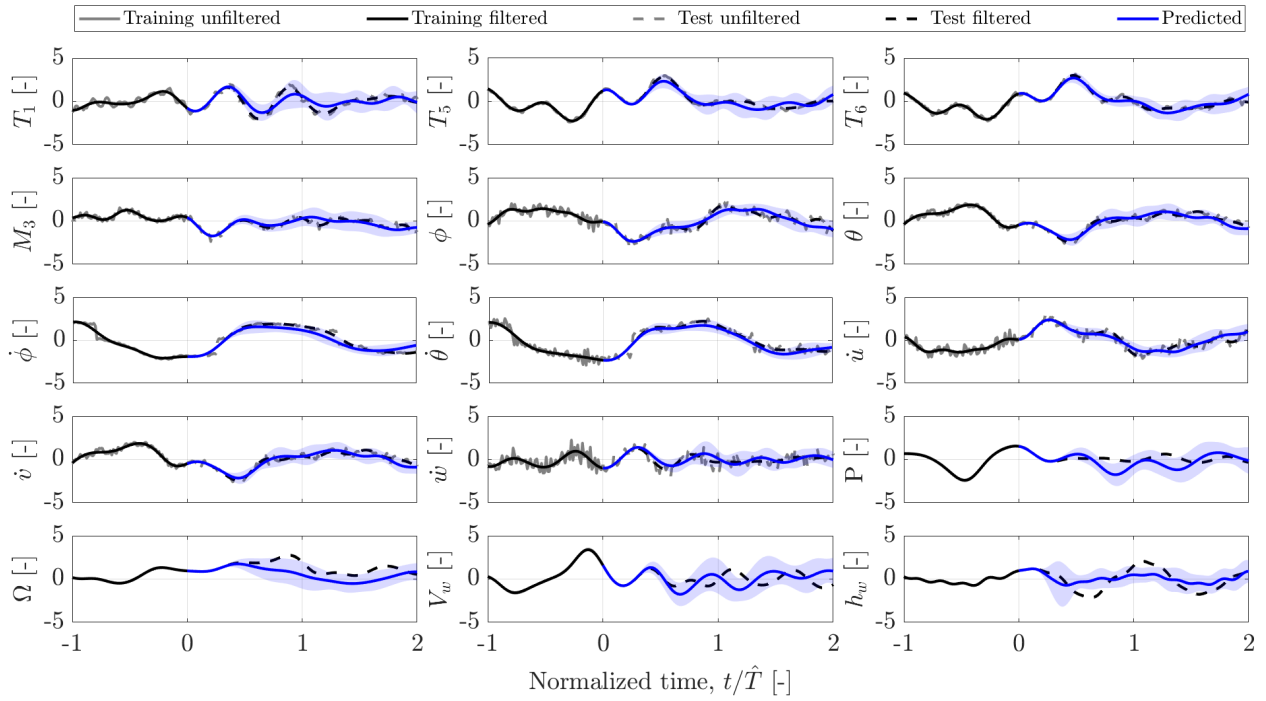 Training unfiltered Training filtered Test unfiltered Test filtered Predicted
5 5 5
T₁ [-] 0 T₅ [-] 0 T₆ [-] 0
-5 -5 -5
5 5 5
M₃ [-] 0 ϕ [-] 0 θ [-] 0
-5 -5 -5
5 5 5
ϕ̇ [-] 0 θ̇ [-] 0 u̇ [-] 0
-5 -5 -5
5 5 5
v̇ [-] 0 ẇ [-] 0 P [-] 0
-5 -5 -5
5 5 5
Ω [-] 0 V_w [-] 0 h_w [-] 0
-5 -5 -5
-1 0 1 2 -1 0 1 2 -1 0 1 2
Normalized time, t/T̂ [-]